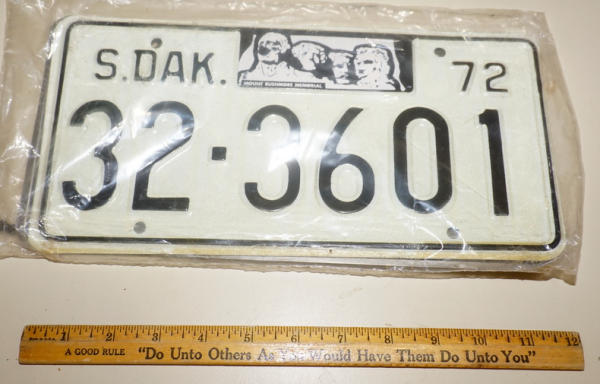 S.DAK.
MOUNT RUSHMORE MEMORIAL
72
32·3601
1 2 3 4 5 6 7 8 9 10 11 12
A GOOD RULE "Do Unto Others As You Would Have Them Do Unto You"